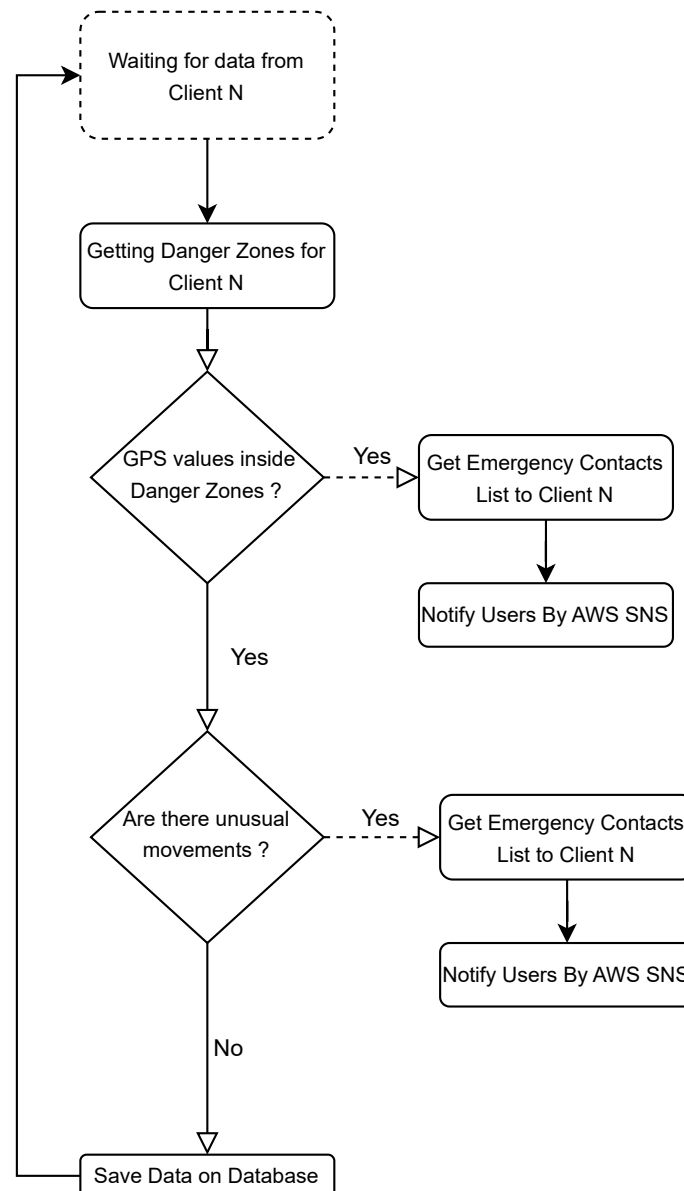 Waiting for data from
Client N
Getting Danger Zones for
Client N
GPS values inside
Danger Zones ?
Yes
Get Emergency Contacts
List to Client N
Notify Users By AWS SNS
Yes
Are there unusual
movements ?
Yes
Get Emergency Contacts
List to Client N
Notify Users By AWS SNS
No
Save Data on Database